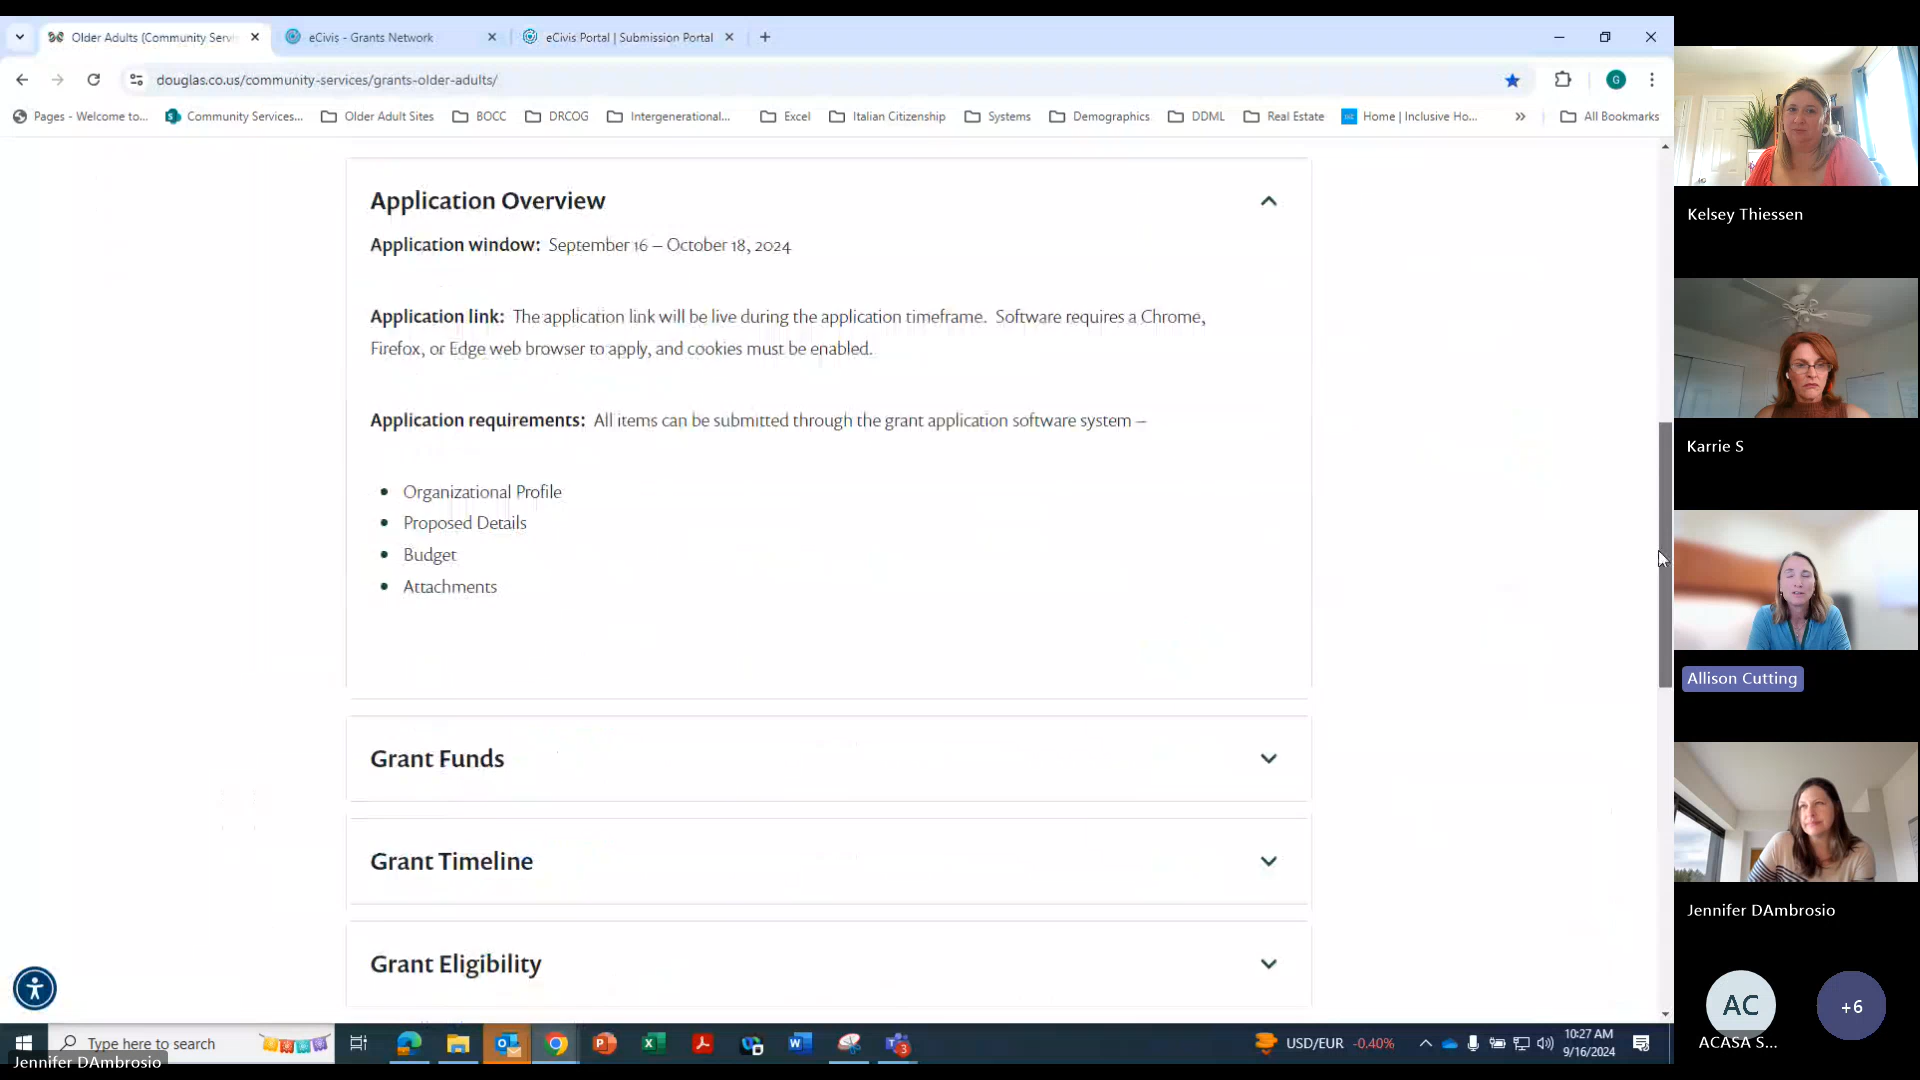 Older Adults (Community Servi
eCivis - Grants Network
eCivis Portal | Submission Portal
douglas.co.us/community-services/grants-older-adults/
G
Pages - Welcome to...
Community Services...
Older Adult Sites
BOCC
DRCOG
Intergenerational...
Excel
Italian Citizenship
Systems
Demographics
DDML
Real Estate
Home | Inclusive Ho...
All Bookmarks
Application Overview
Application window: September 16 – October 18, 2024
Application link: The application link will be live during the application timeframe. Software requires a Chrome,
Firefox, or Edge web browser to apply, and cookies must be enabled.
Application requirements: All items can be submitted through the grant application software system –
Organizational Profile
Proposed Details
Budget
Attachments
Grant Funds
Grant Timeline
Grant Eligibility
Kelsey Thiessen
Karrie S
Allison Cutting
Jennifer DAmbrosio
AC
+6
ACASA S...
Type here to search
USD/EUR -0.40%
10:27 AM
9/16/2024
Jennifer DAmbrosio